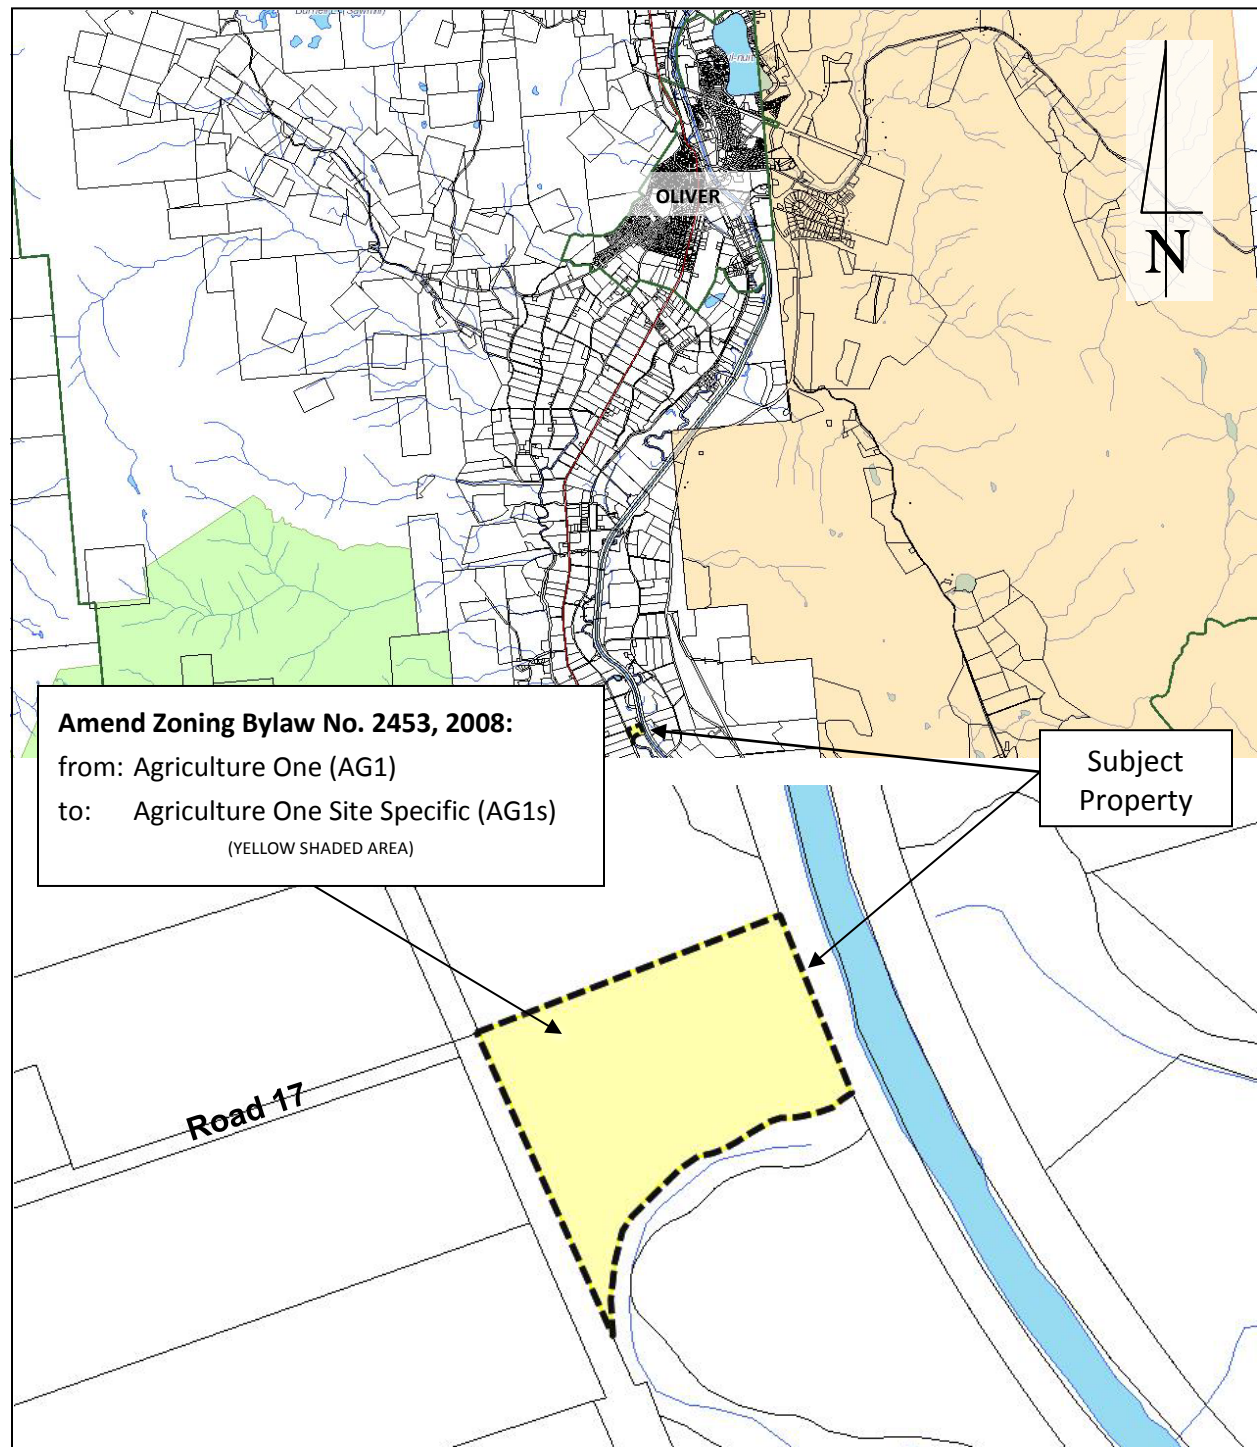 OLIVER
N
Amend Zoning Bylaw No. 2453, 2008:
from: Agriculture One (AG1)
to: Agriculture One Site Specific (AG1s)
(YELLOW SHADED AREA)
Subject
Property
Road 17